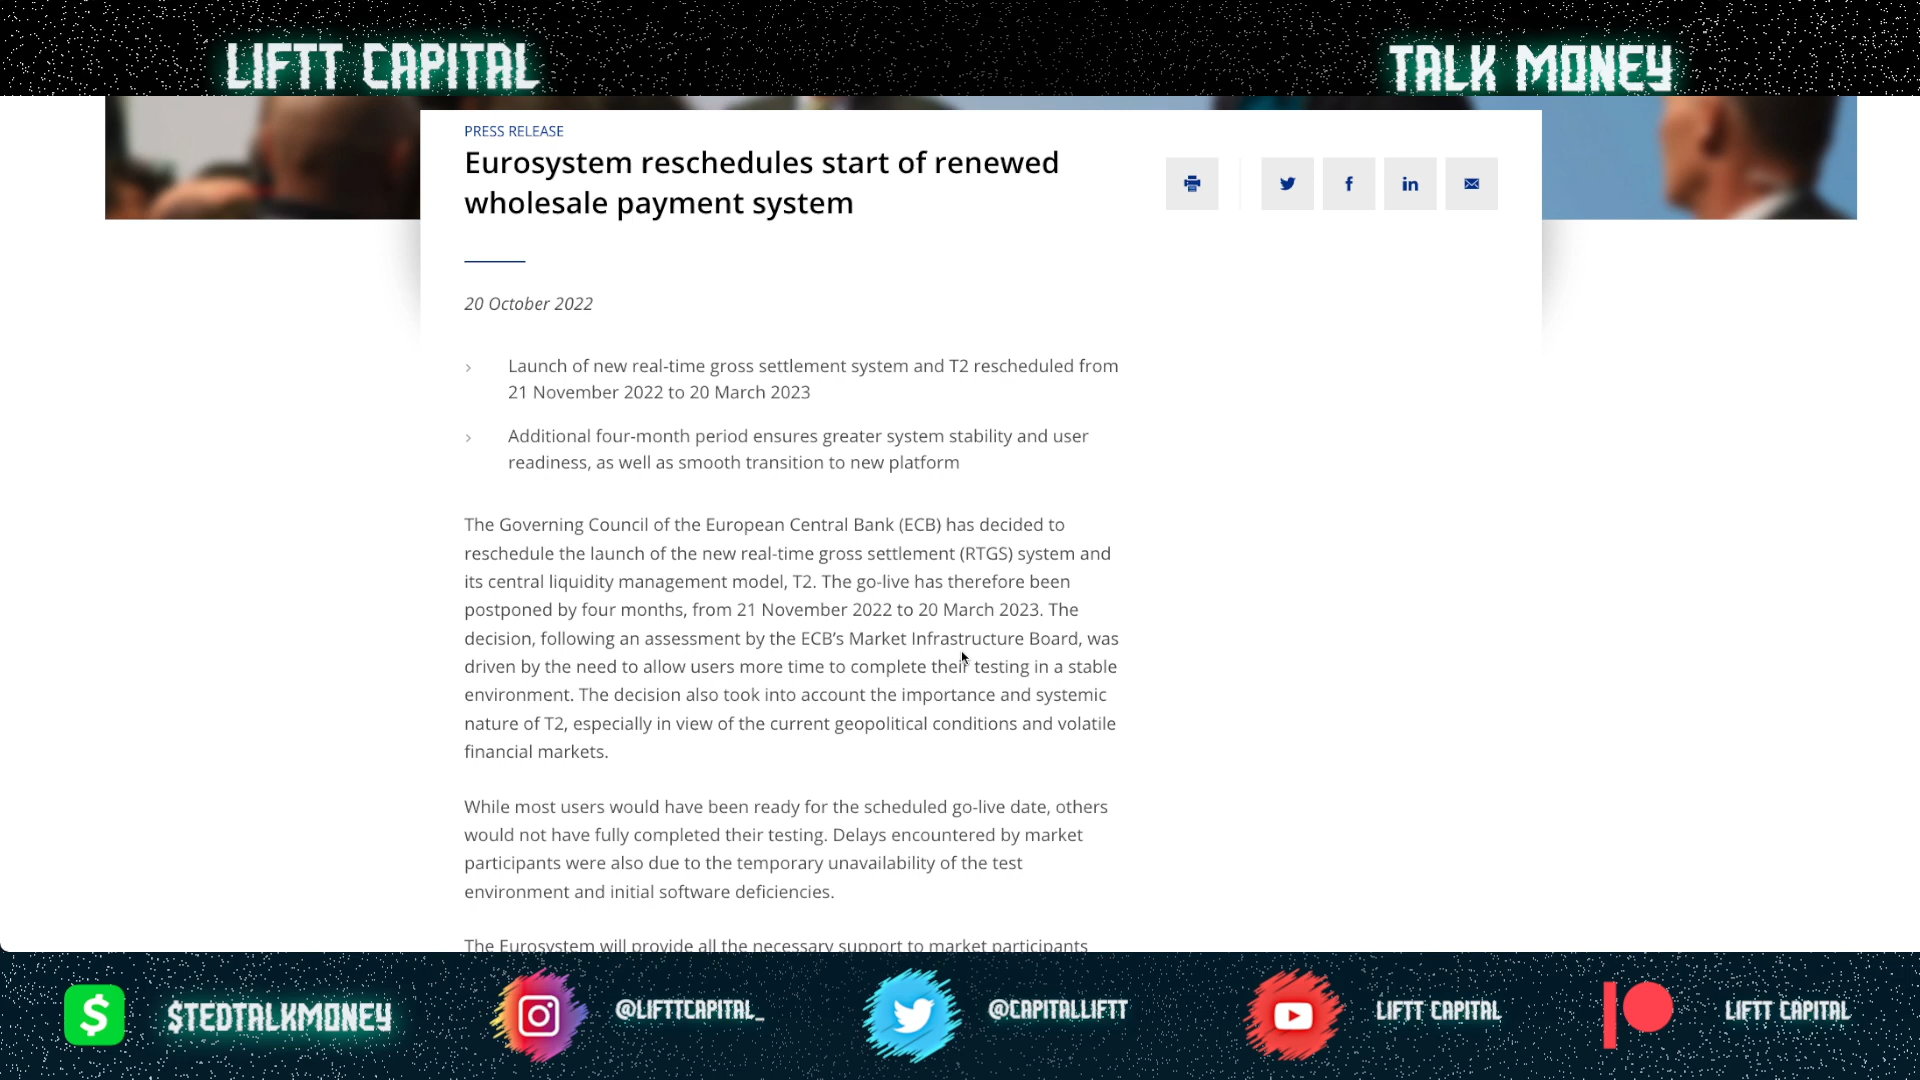 LIFTT CAPITAL
TALK MONEY
PRESS RELEASE
Eurosystem reschedules start of renewed
wholesale payment system
20 October 2022
› Launch of new real-time gross settlement system and T2 rescheduled from
21 November 2022 to 20 March 2023
› Additional four-month period ensures greater system stability and user
readiness, as well as smooth transition to new platform
The Governing Council of the European Central Bank (ECB) has decided to
reschedule the launch of the new real-time gross settlement (RTGS) system and
its central liquidity management model, T2. The go-live has therefore been
postponed by four months, from 21 November 2022 to 20 March 2023. The
decision, following an assessment by the ECB’s Market Infrastructure Board, was
driven by the need to allow users more time to complete their testing in a stable
environment. The decision also took into account the importance and systemic
nature of T2, especially in view of the current geopolitical conditions and volatile
financial markets.
While most users would have been ready for the scheduled go-live date, others
would not have fully completed their testing. Delays encountered by market
participants were also due to the temporary unavailability of the test
environment and initial software deficiencies.
The Eurosystem will provide all the necessary support to market participants
$TEDTALKMONEY
@LIFTTCAPITAL_
@CAPITALLIFTT
LIFTT CAPITAL
LIFTT CAPITAL